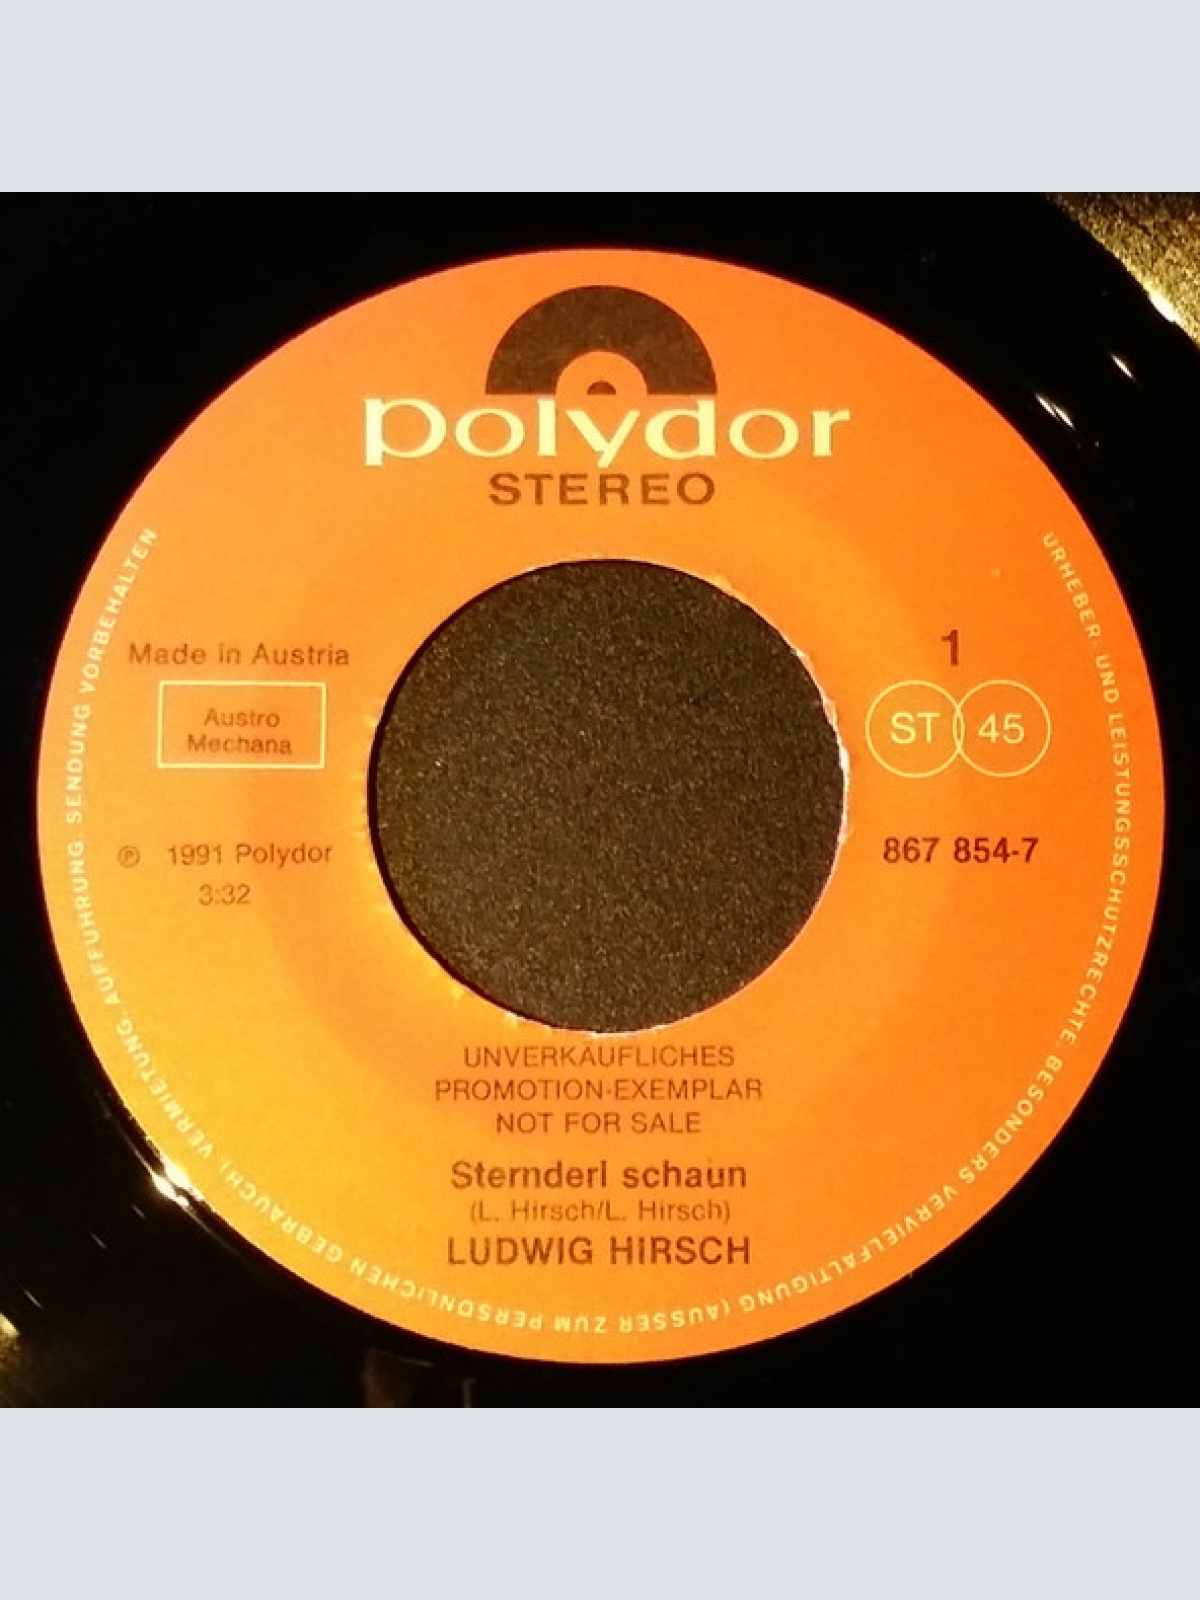 polydor
STEREO
Made in Austria
Austro
Mechana
℗ 1991 Polydor
3:32
1
ST 45
867 854-7
UNVERKÄUFLICHES
PROMOTION-EXEMPLAR
NOT FOR SALE
Sternderl schaun
(L. Hirsch/L. Hirsch)
LUDWIG HIRSCH
URHEBER- UND LEISTUNGSSCHUTZRECHTE, BESONDERS VERVIELFÄLTIGUNG (AUSSER ZUM PERSÖNLICHEN GEBRAUCH), VERMIETUNG, AUFFÜHRUNG, SENDUNG VORBEHALTEN